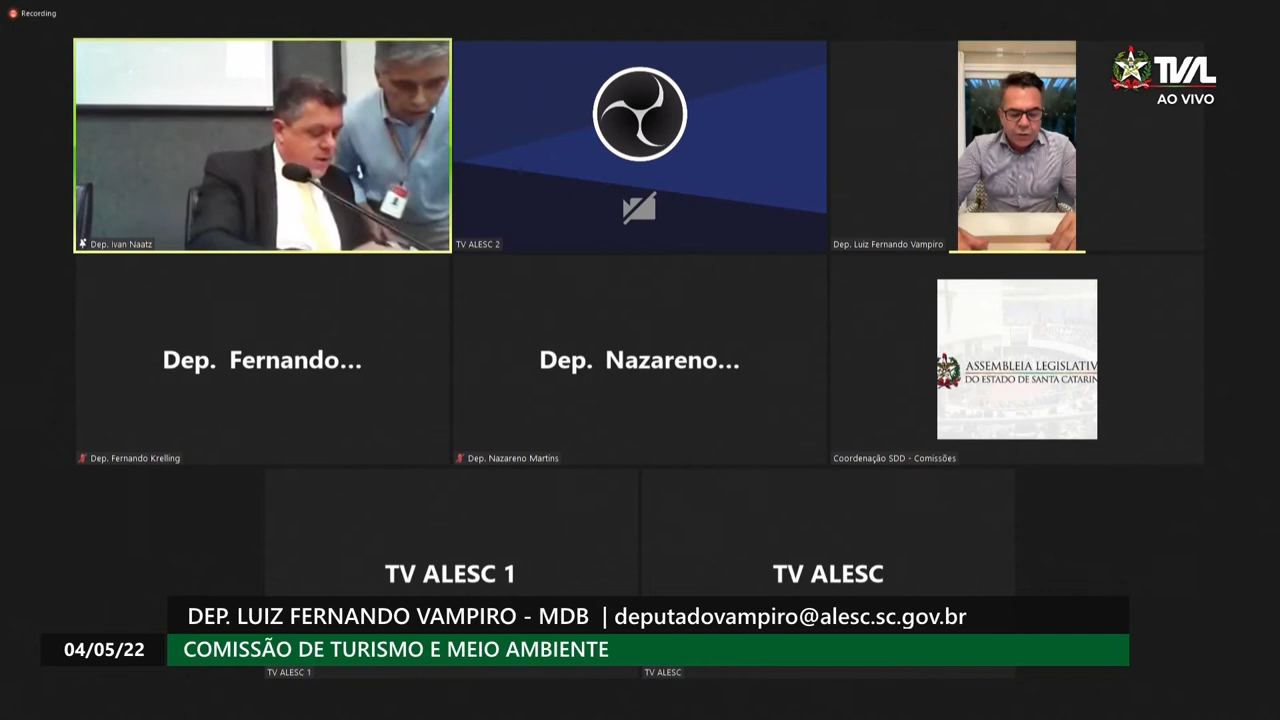 Recording
TVAL
AO VIVO
Dep. Ivan Naatz
TV ALESC 2
Dep. Luiz Fernando Vampiro
Dep. Fernando...
Dep. Nazareno...
ASSEMBLEIA LEGISLATIV
DO ESTADO DE SANTA CATARIN
Dep. Fernando Krelling
Dep. Nazareno Martins
Coordenação SDD - Comissões
TV ALESC 1
TV ALESC
DEP. LUIZ FERNANDO VAMPIRO - MDB | deputadovampiro@alesc.sc.gov.br
04/05/22
COMISSÃO DE TURISMO E MEIO AMBIENTE
TV ALESC 1
TV ALESC